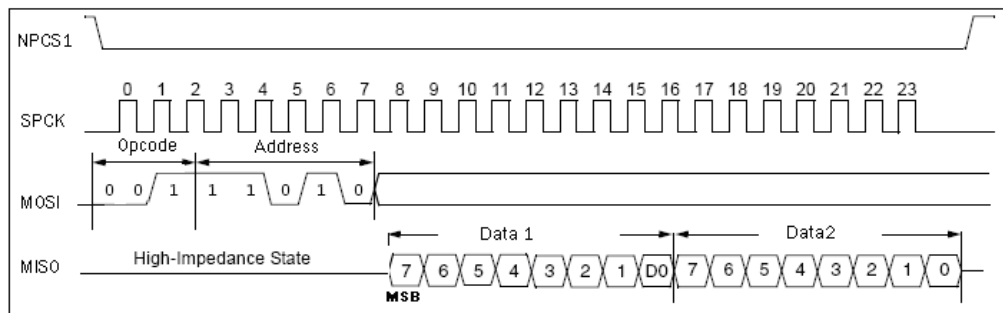 NPCS1
0 1 2 3 4 5 6 7 8 9 10 11 12 13 14 15 16 17 18 19 20 21 22 23
SPCK
Opcode Address
MOSI 0 0 1 1 1 0 1 0
Data 1 Data2
MISO High-Impedance State 7 6 5 4 3 2 1 D0 7 6 5 4 3 2 1 0
MSB